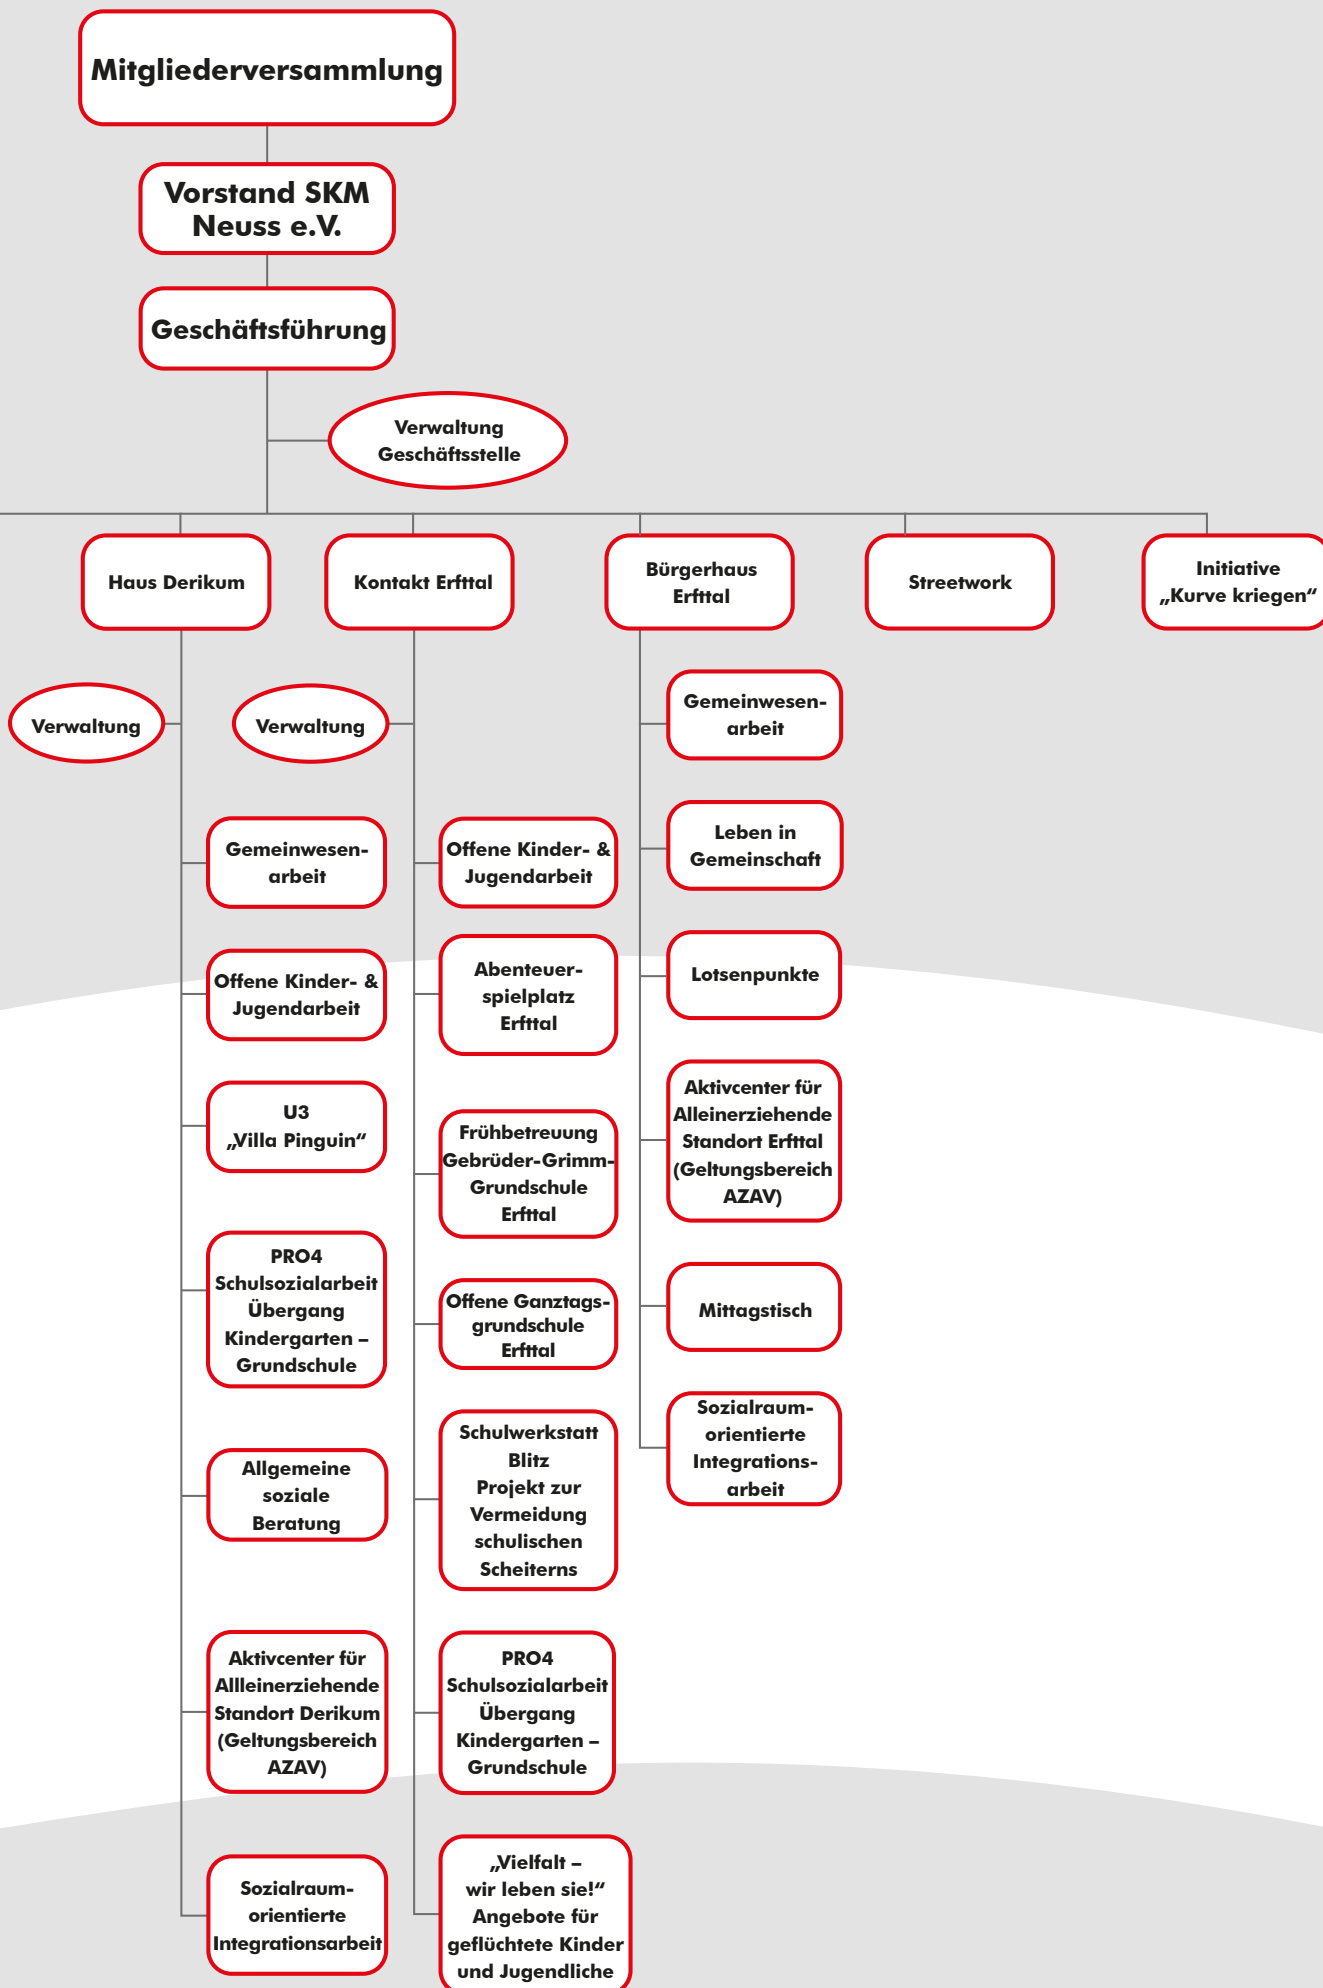 Mitgliederversammlung
Vorstand SKM
Neuss e.V.
Geschäftsführung
Verwaltung
Geschäftsstelle
Haus Derikum
Kontakt Erfttal
Bürgerhaus
Erfttal
Streetwork
Initiative
„Kurve kriegen“
Verwaltung
Gemeinwesen-
arbeit
Offene Kinder- &
Jugendarbeit
U3
„Villa Pinguin“
PRO4
Schulsozialarbeit
Übergang
Kindergarten –
Grundschule
Allgemeine
soziale
Beratung
Aktivcenter für
Allleinerziehende
Standort Derikum
(Geltungsbereich
AZAV)
Sozialraum-
orientierte
Integrationsarbeit
Verwaltung
Offene Kinder- &
Jugendarbeit
Abenteuer-
spielplatz
Erfttal
Frühbetreuung
Gebrüder-Grimm-
Grundschule
Erfttal
Offene Ganztags-
grundschule
Erfttal
Schulwerkstatt
Blitz
Projekt zur
Vermeidung
schulischen
Scheiterns
PRO4
Schulsozialarbeit
Übergang
Kindergarten –
Grundschule
„Vielfalt –
wir leben sie!“
Angebote für
geflüchtete Kinder
und Jugendliche
Gemeinwesen-
arbeit
Leben in
Gemeinschaft
Lotsenpunkte
Aktivcenter für
Alleinerziehende
Standort Erfttal
(Geltungsbereich
AZAV)
Mittagstisch
Sozialraum-
orientierte
Integrations-
arbeit